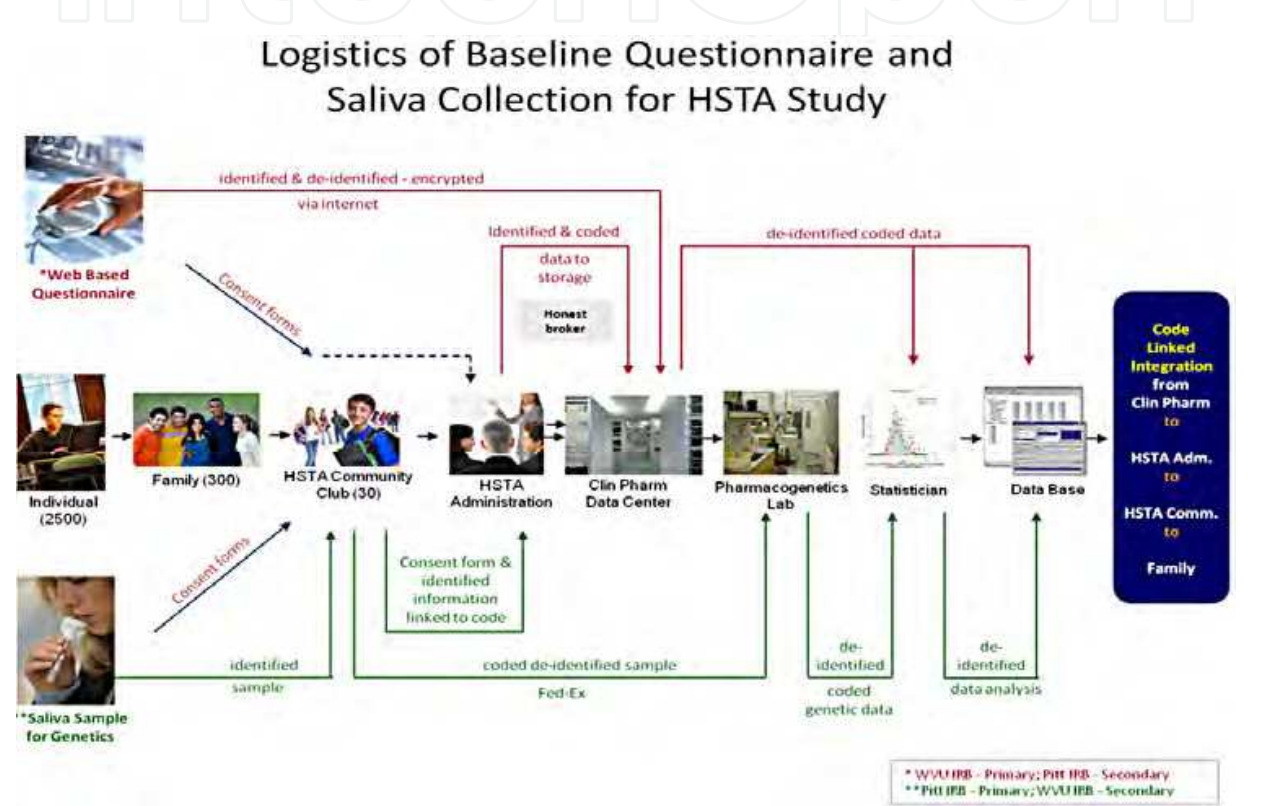 Logistics of Baseline Questionnaire and
Saliva Collection for HSTA Study
identified & de-identified - encrypted
via internet
Identified & coded
data to
storage
de-identified coded data
*Web Based
Questionnaire
Consent forms
Honest
broker
Individual
(2500)
Family (300)
HSTA Community
Club (30)
HSTA
Administration
Clin Pharm
Data Center
Pharmacogenetics
Lab
Statistician
Data Base
Code
Linked
Integration
from
Clin Pharm
to
HSTA Adm.
to
HSTA Comm.
to
Family
Consent forms
Consent form &
identified
information
linked to code
identified
sample
coded de-identified sample
Fed-Ex
de-
identified
coded
genetic data
de-
identified
data analysis
**Saliva Sample
for Genetics
* WVU IRB - Primary; Pitt IRB - Secondary
**Pitt IRB - Primary; WVU IRB - Secondary